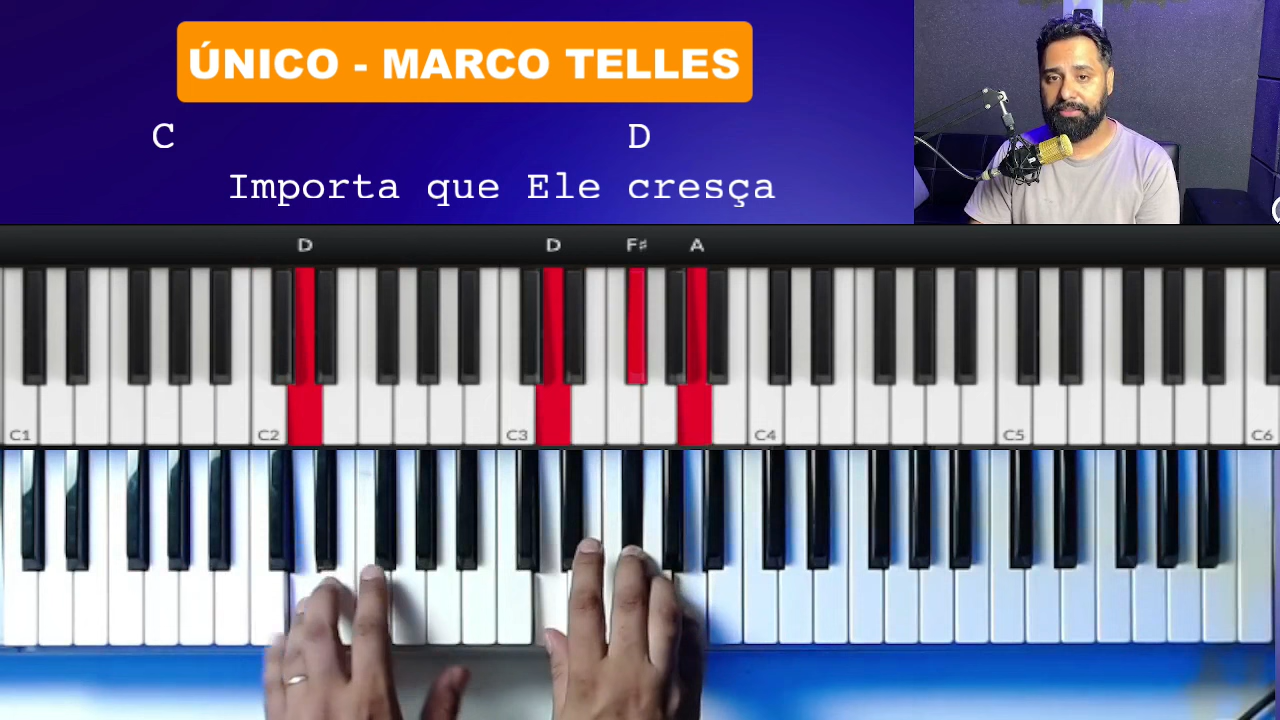 ÚNICO - MARCO TELLES
C D
Importa que Ele cresça
D D F♯ A
C1 C2 C3 C4 C5 C6